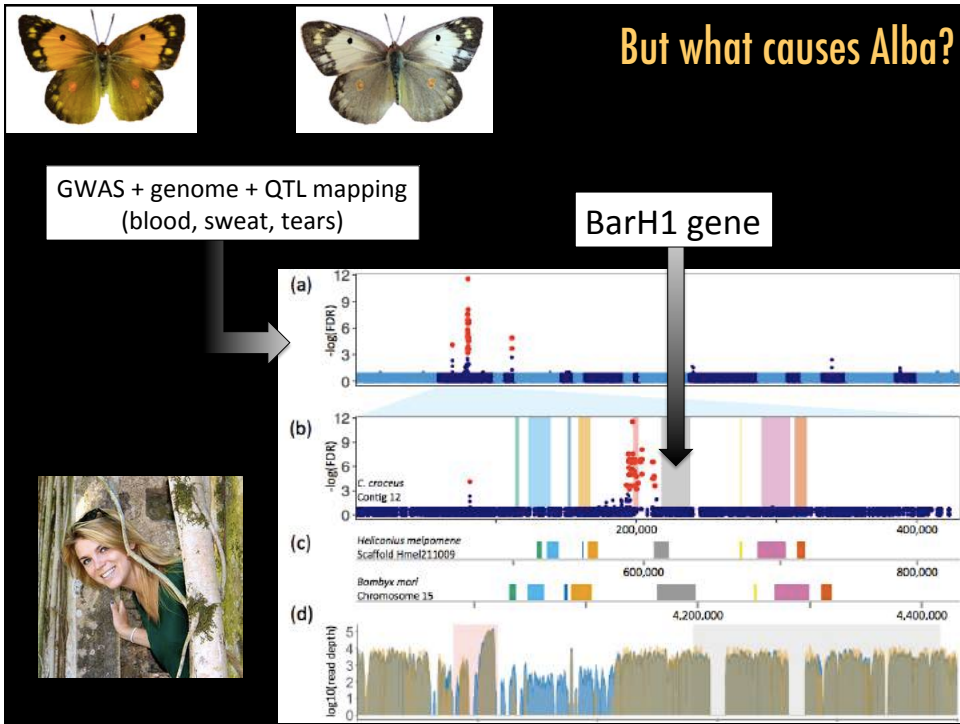 But what causes Alba?
GWAS + genome + QTL mapping
(blood, sweat, tears)
BarH1 gene
(a)
12
9
6
3
0
-log(FDR)
(b)
12
9
6
3
0
-log(FDR)
C. croceus
Contig 12
200,000
400,000
(c)
Heliconius melpomene
Scaffold Hmel211009
600,000
800,000
Bombyx mori
Chromosome 15
4,200,000
4,400,000
(d)
5
4
3
2
1
0
log10(read depth)